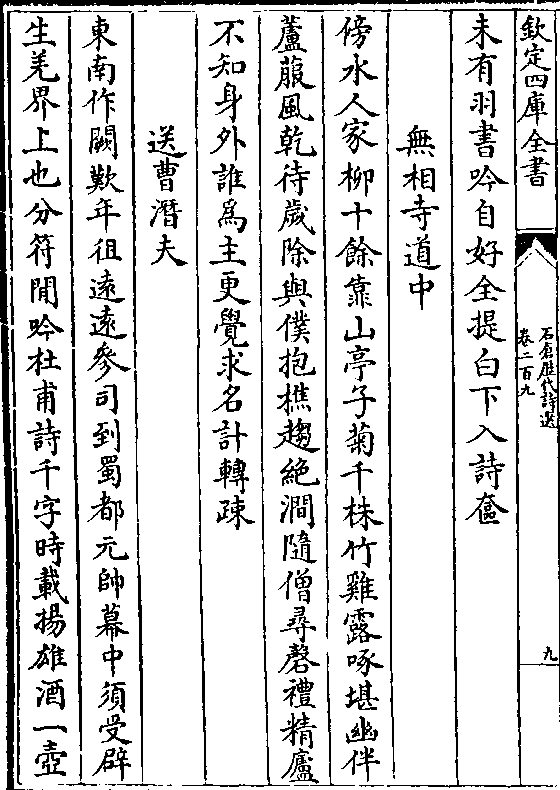 欽定四庫全書
石倉歴代詩選
卷二百九
九
未有羽書吟自好全提白下入詩奩
無相寺道中
傍水人家柳十餘靠山亭子菊千株竹雞露啄堪幽伴
蘆菔風乾待歲除與僕抱樵趨絶澗隨僧尋磬禮精廬
不知身外誰為主更覺求名計轉踈
送曹濳夫
東南作闕歎年徂逺逺參司到蜀都元帥幕中須受辟
生羌界上也分符閒吟杜甫詩千字時載揚雄酒一壺